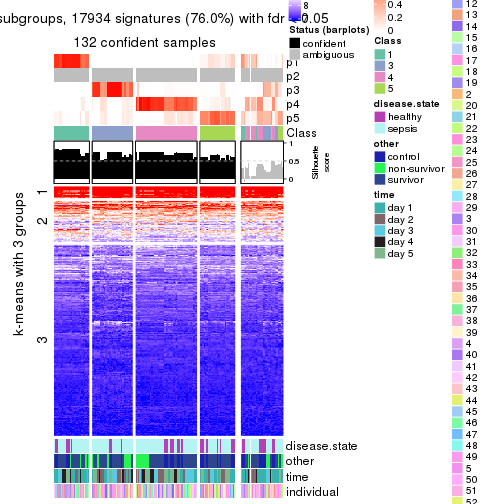 subgroups, 17934 signatures (76.0%) with fdr < 0.05
132 confident samples
p1
p2
p3
p4
p5
Class
1
0.5
0
Silhouette
score
k-means with 3 groups
1
2
3
disease.state
other
time
individual
8
Status (barplots)
confident
ambiguous
0.4
0.2
0
Class
1
3
4
5
disease.state
healthy
sepsis
other
control
non-survivor
survivor
time
day 1
day 2
day 3
day 4
day 5
12
13
14
15
16
17
18
19
2
20
21
22
23
24
25
26
27
28
29
3
30
31
32
33
34
35
36
37
38
39
4
40
41
42
43
44
45
46
47
48
49
5
50
51